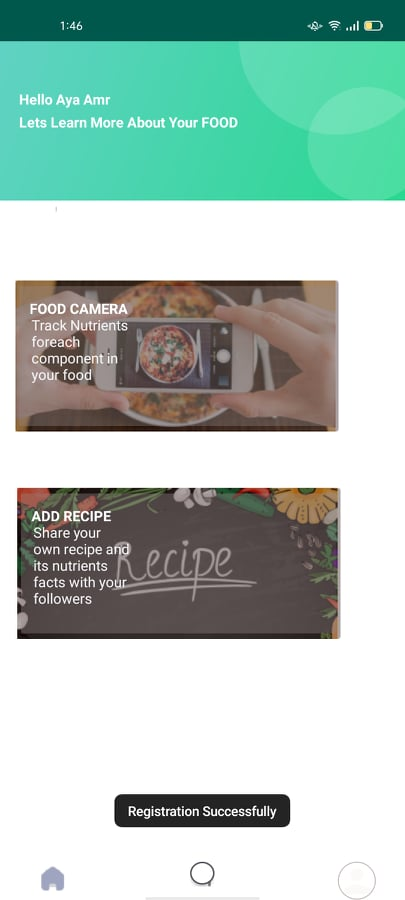 1:46
Hello Aya Amr
Lets Learn More About Your FOOD
FOOD CAMERA
Track Nutrients
foreach
component in
your food
ADD RECIPE
Share your
own recipe and
its nutrients
facts with your
followers
Recipe
Registration Successfully